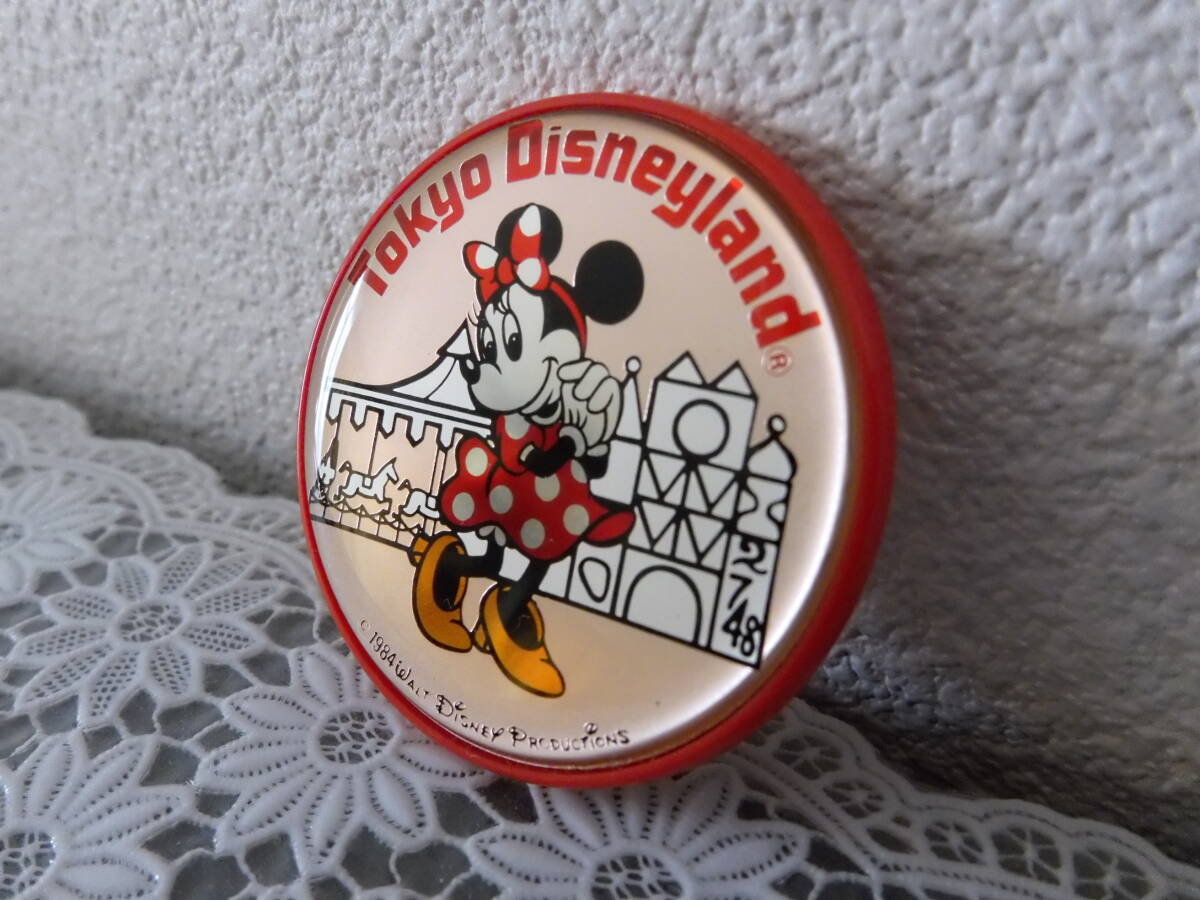 Tokyo Disneyland®
2
7
48
© 1984 WALT DISNEY PRODUCTIONS